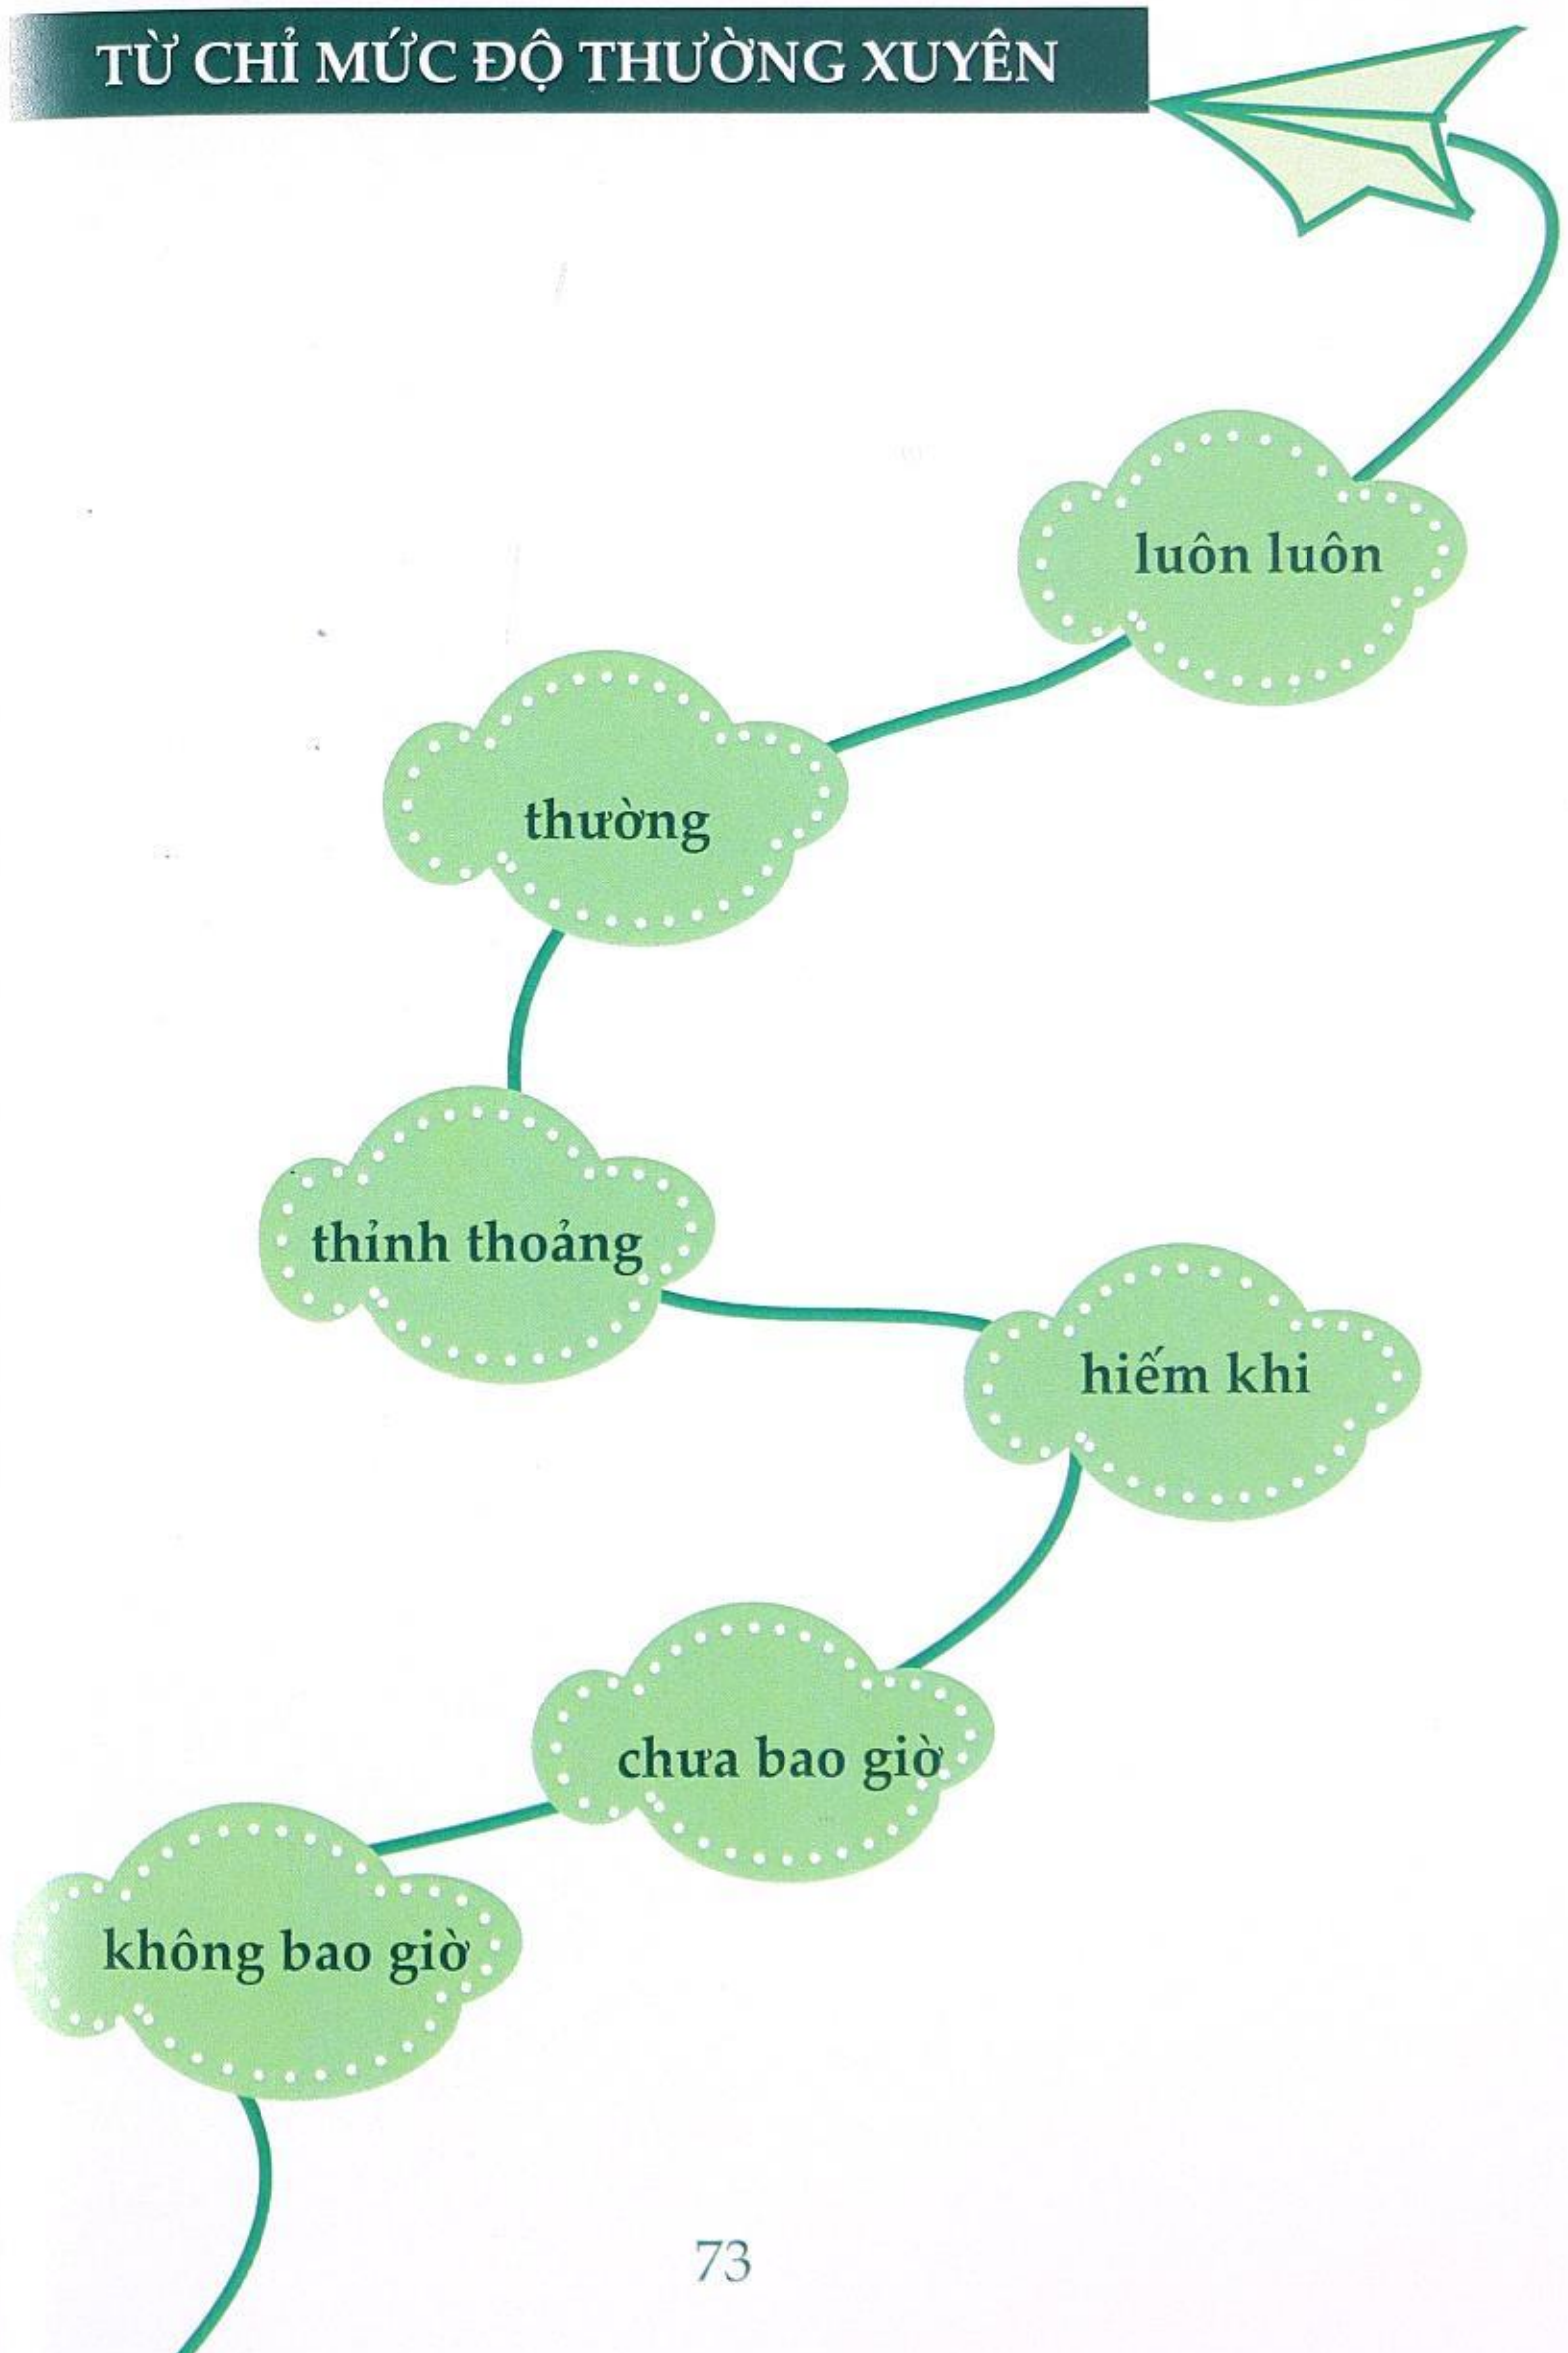 TỪ CHỈ MỨC ĐỘ THƯỜNG XUYÊN
luôn luôn
thường
thỉnh thoảng
hiếm khi
chưa bao giờ
không bao giờ
73